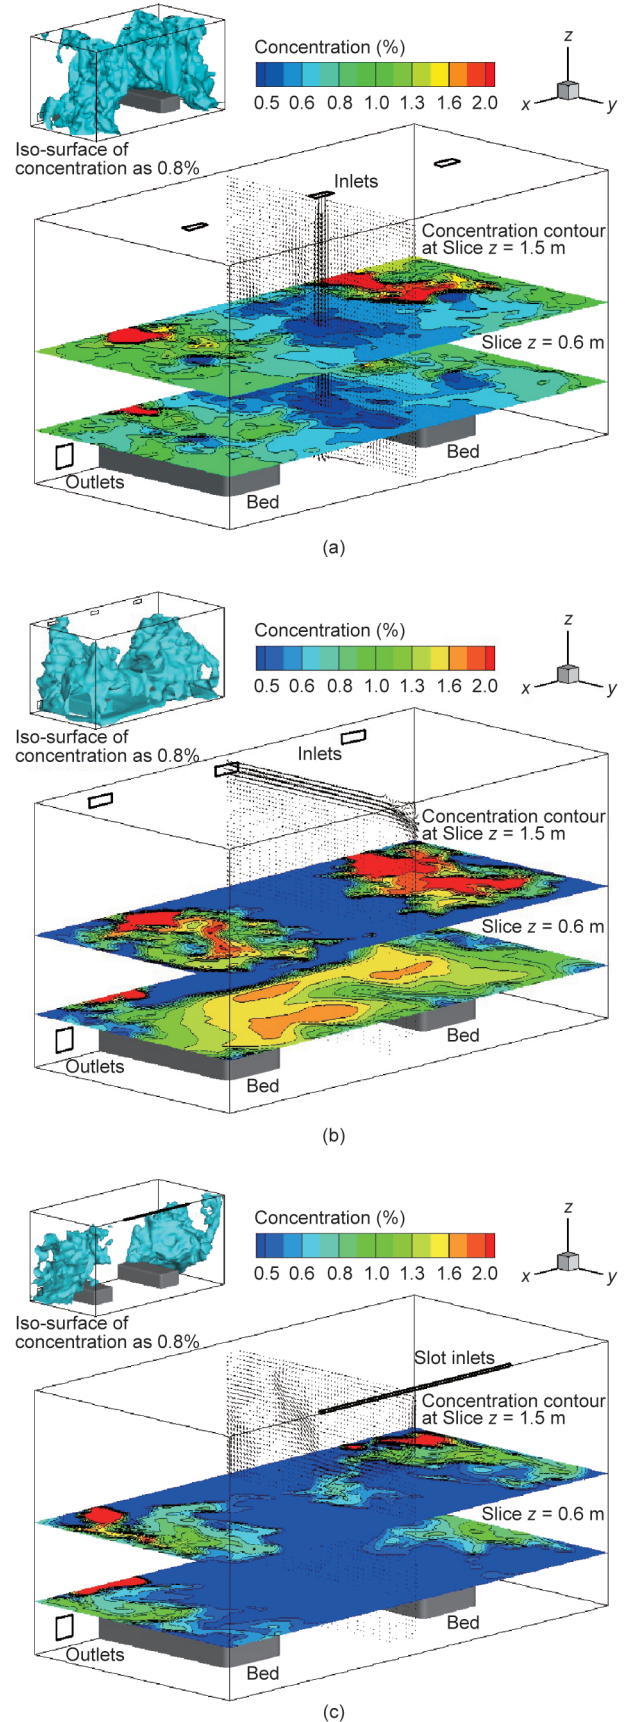 Concentration (%)
0.5 0.6 0.8 1.0 1.3 1.6 2.0
z
x
y
Iso-surface of
concentration as 0.8%
Inlets
Concentration contour
at Slice z = 1.5 m
Slice z = 0.6 m
Outlets
Bed
Bed
(a)
Concentration (%)
0.5 0.6 0.8 1.0 1.3 1.6 2.0
z
x
y
Iso-surface of
concentration as 0.8%
Inlets
Concentration contour
at Slice z = 1.5 m
Slice z = 0.6 m
Outlets
Bed
Bed
(b)
Concentration (%)
0.5 0.6 0.8 1.0 1.3 1.6 2.0
z
x
y
Iso-surface of
concentration as 0.8%
Slot inlets
Concentration contour
at Slice z = 1.5 m
Slice z = 0.6 m
Outlets
Bed
Bed
(c)